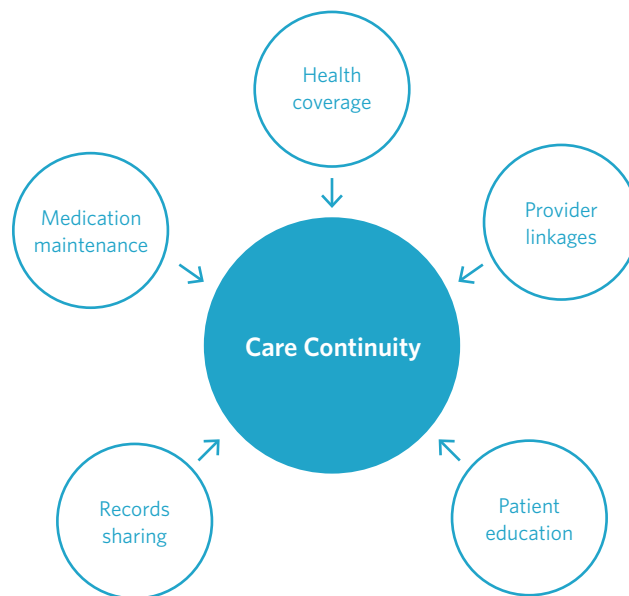 Health
coverage
Medication
maintenance
Provider
linkages
Care Continuity
Records
sharing
Patient
education